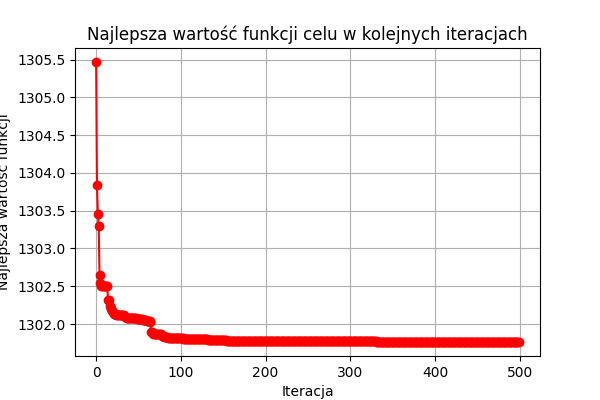 Najlepsza wartość funkcji celu w kolejnych iteracjach
Najlepsza wartość funkcji
1305.5
1305.0
1304.5
1304.0
1303.5
1303.0
1302.5
1302.0
0 100 200 300 400 500
Iteracja